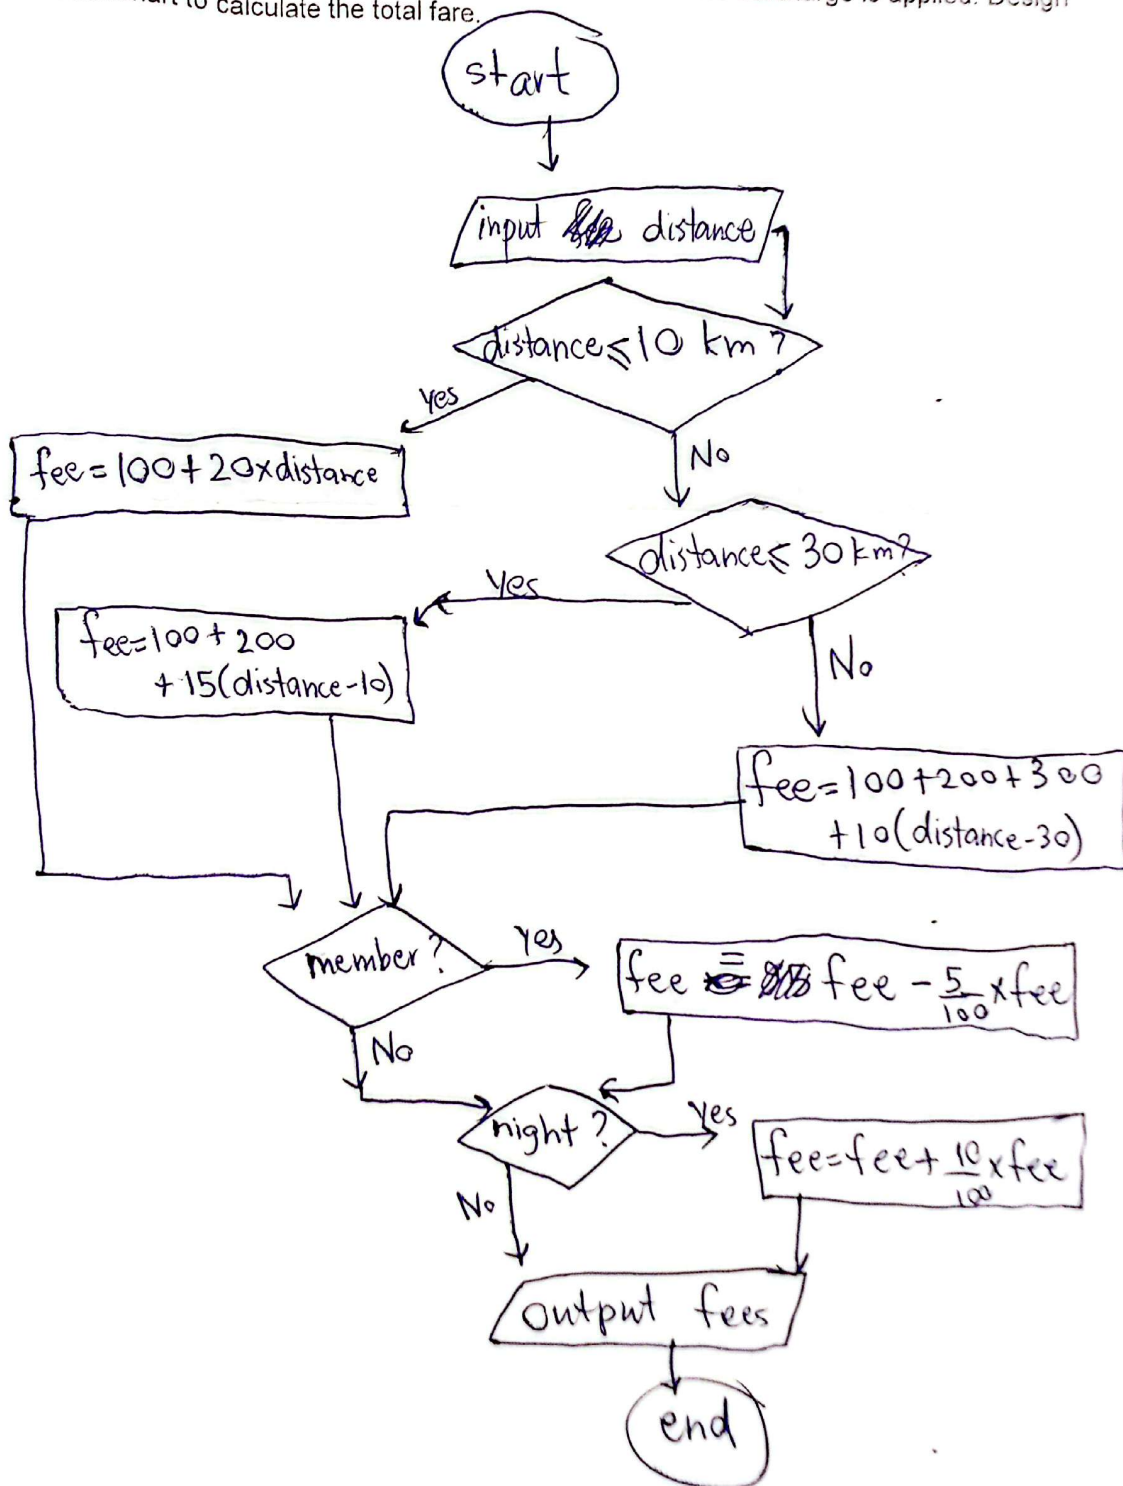 to calculate the total fare.
start
input distance
distance ≤ 10 km ?
yes
No
fee = 100 + 20 × distance
distance ≤ 30 km?
yes
No
fee = 100 + 200
+ 15(distance - 10)
fee = 100 + 200 + 300
+ 10(distance - 30)
member ?
yes
No
fee = fee - 5/100 × fee
night ?
yes
No
fee = fee + 10/100 × fee
output fees
end